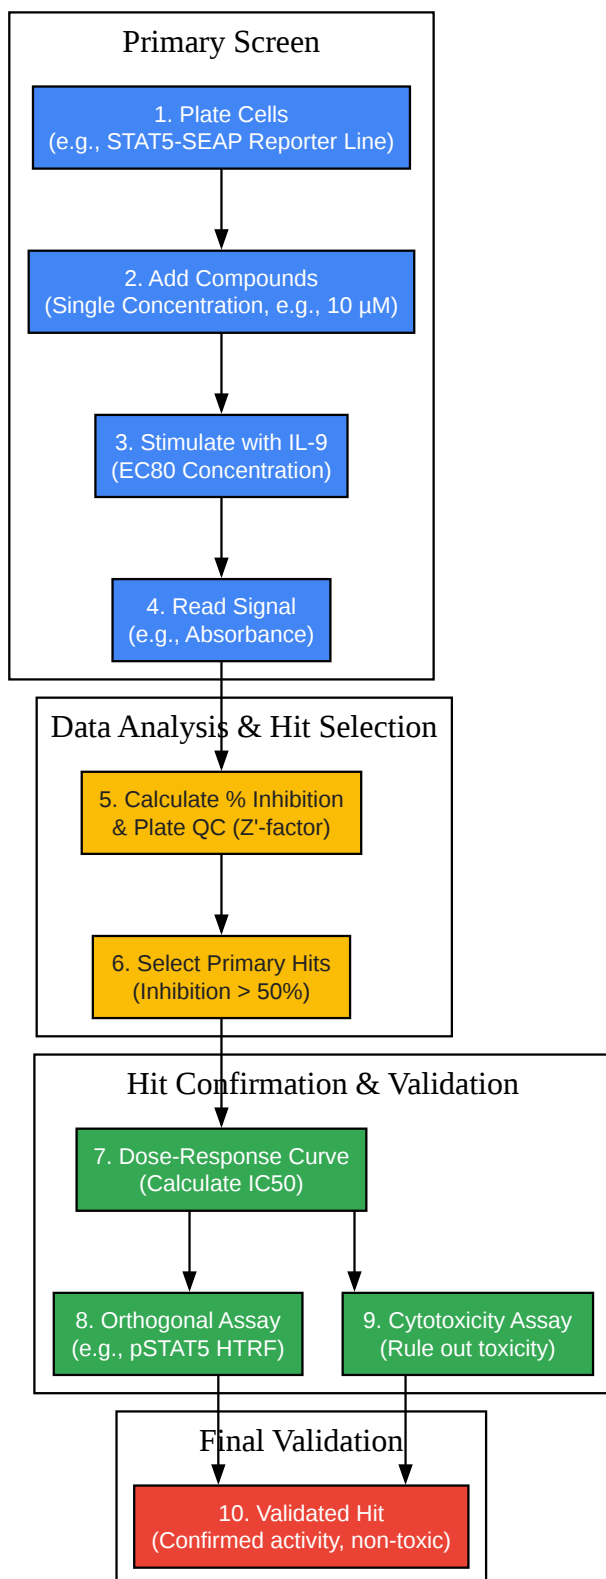 Primary Screen
1. Plate Cells
(e.g., STAT5-SEAP Reporter Line)
2. Add Compounds
(Single Concentration, e.g., 10 µM)
3. Stimulate with IL-9
(EC80 Concentration)
4. Read Signal
(e.g., Absorbance)
Data Analysis & Hit Selection
5. Calculate % Inhibition
& Plate QC (Z'-factor)
6. Select Primary Hits
(Inhibition > 50%)
Hit Confirmation & Validation
7. Dose-Response Curve
(Calculate IC50)
8. Orthogonal Assay
(e.g., pSTAT5 HTRF)
9. Cytotoxicity Assay
(Rule out toxicity)
Final Validation
10. Validated Hit
(Confirmed activity, non-toxic)